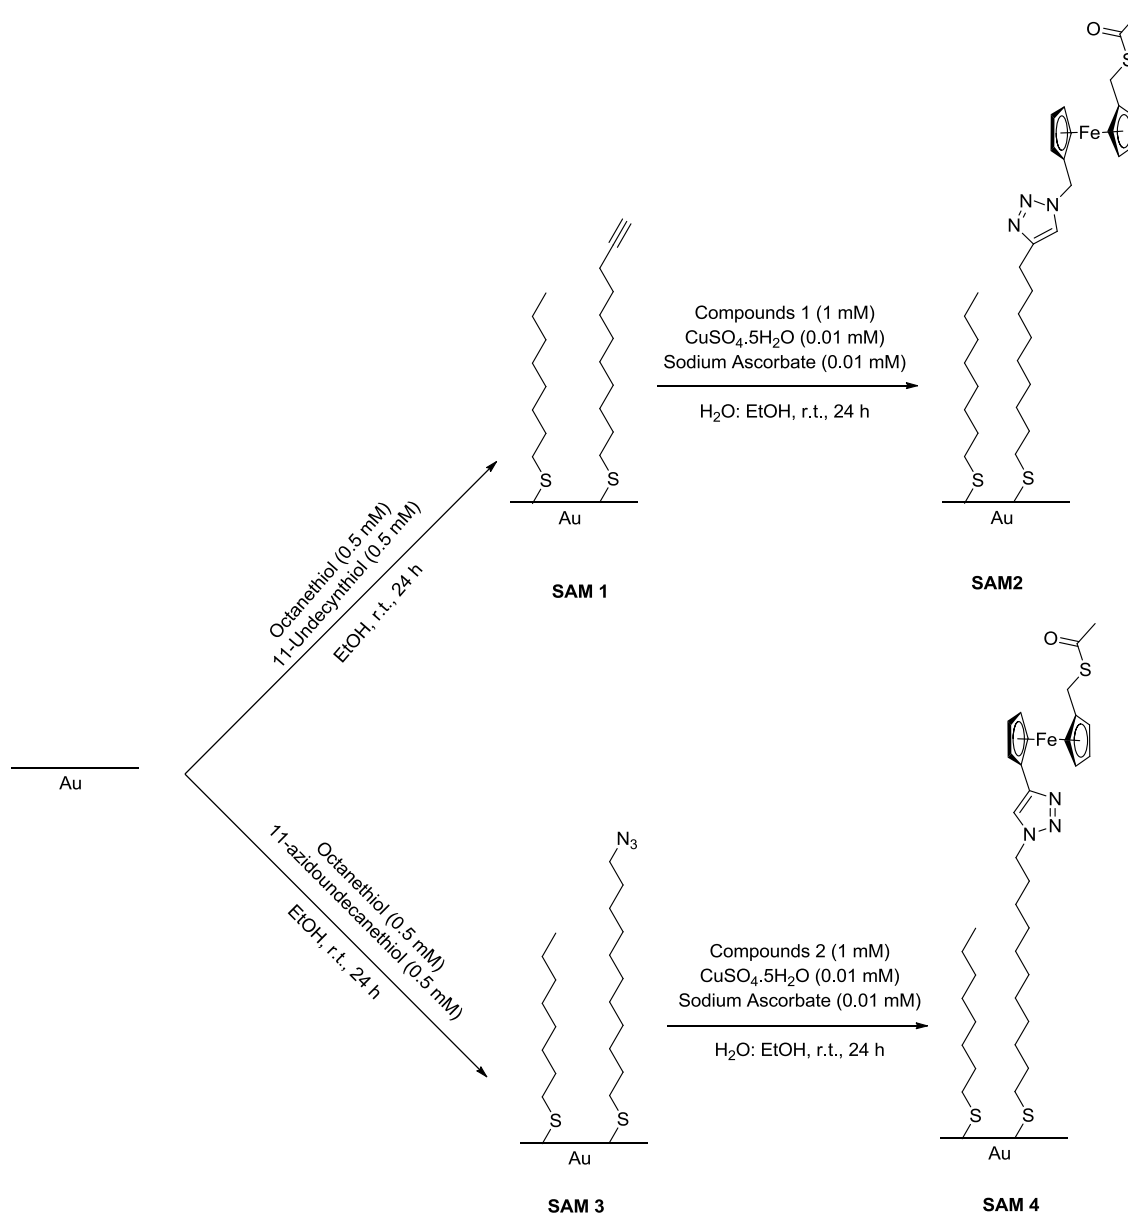 O
S
Fe
N
N
N
Compounds 1 (1 mM)
CuSO4.5H2O (0.01 mM)
Sodium Ascorbate (0.01 mM)
H2O: EtOH, r.t., 24 h
S
S
Au
SAM 1
S
S
Au
SAM2
Octanethiol (0.5 mM)
11-Undecynthiol (0.5 mM)
EtOH, r.t., 24 h
Au
Octanethiol (0.5 mM)
11-azidoundecanethiol (0.5 mM)
EtOH, r.t., 24 h
O
S
Fe
N
N
N
N3
Compounds 2 (1 mM)
CuSO4.5H2O (0.01 mM)
Sodium Ascorbate (0.01 mM)
H2O: EtOH, r.t., 24 h
S
S
Au
SAM 3
S
S
Au
SAM 4